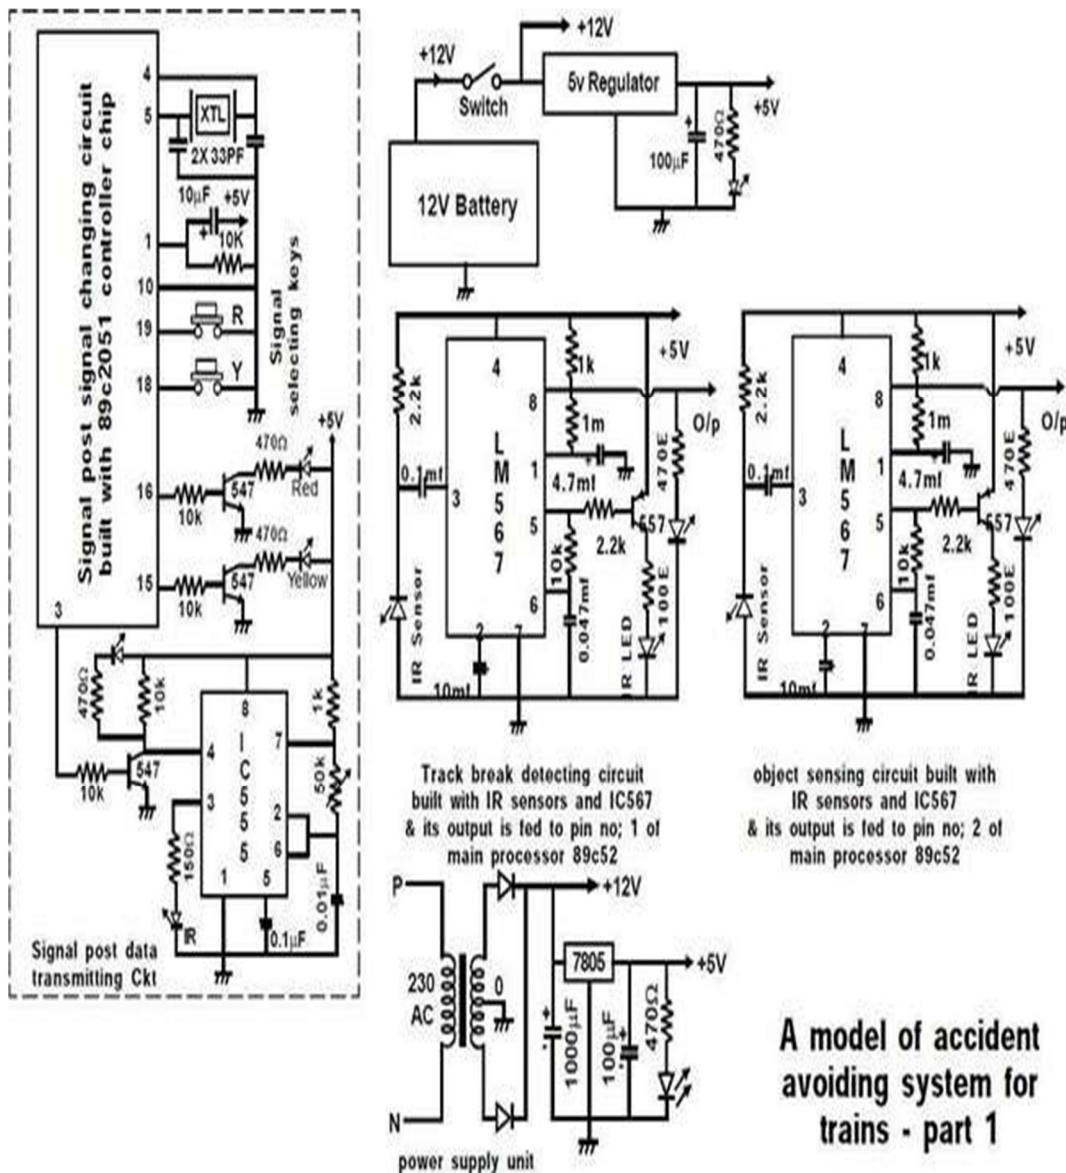 Signal post signal changing circuit
built with 89c2051 controller chip
4
5
XTL
2X 33PF
10µF
+5V
1
10K
10
19
R
18
Y
Signal
selecting keys
+5V
470Ω
Red
16
547
10k
470Ω
Yellow
15
547
10k
3
470Ω
10k
547
10k
8
4
7
3
2
6
1
5
IC555
1k
50k
150Ω
IR
0.1µF
0.01µF
Signal post data
transmitting Ckt
+12V
+12V
Switch
5v Regulator
+5V
100µF
470Ω
12V Battery
+5V
2.2k
4
1k
8
O/p
1m
1
4.7mf
470E
0.1mf
3
LM567
5
557
2.2k
10k
6
0.047mf
100E
IR Sensor
IR LED
2
7
10mf
Track break detecting circuit
built with IR sensors and IC567
& its output is fed to pin no; 1 of
main processor 89c52
+5V
2.2k
4
1k
8
O/p
1m
1
4.7mf
470E
0.1mf
3
LM567
5
557
2.2k
10k
6
0.047mf
100E
IR Sensor
IR LED
2
7
10mf
object sensing circuit built with
IR sensors and IC567
& its output is fed to pin no; 2 of
main processor 89c52
P
230
AC
N
0
+12V
7805
+5V
1000µF
100µF
470Ω
power supply unit
A model of accident
avoiding system for
trains - part 1